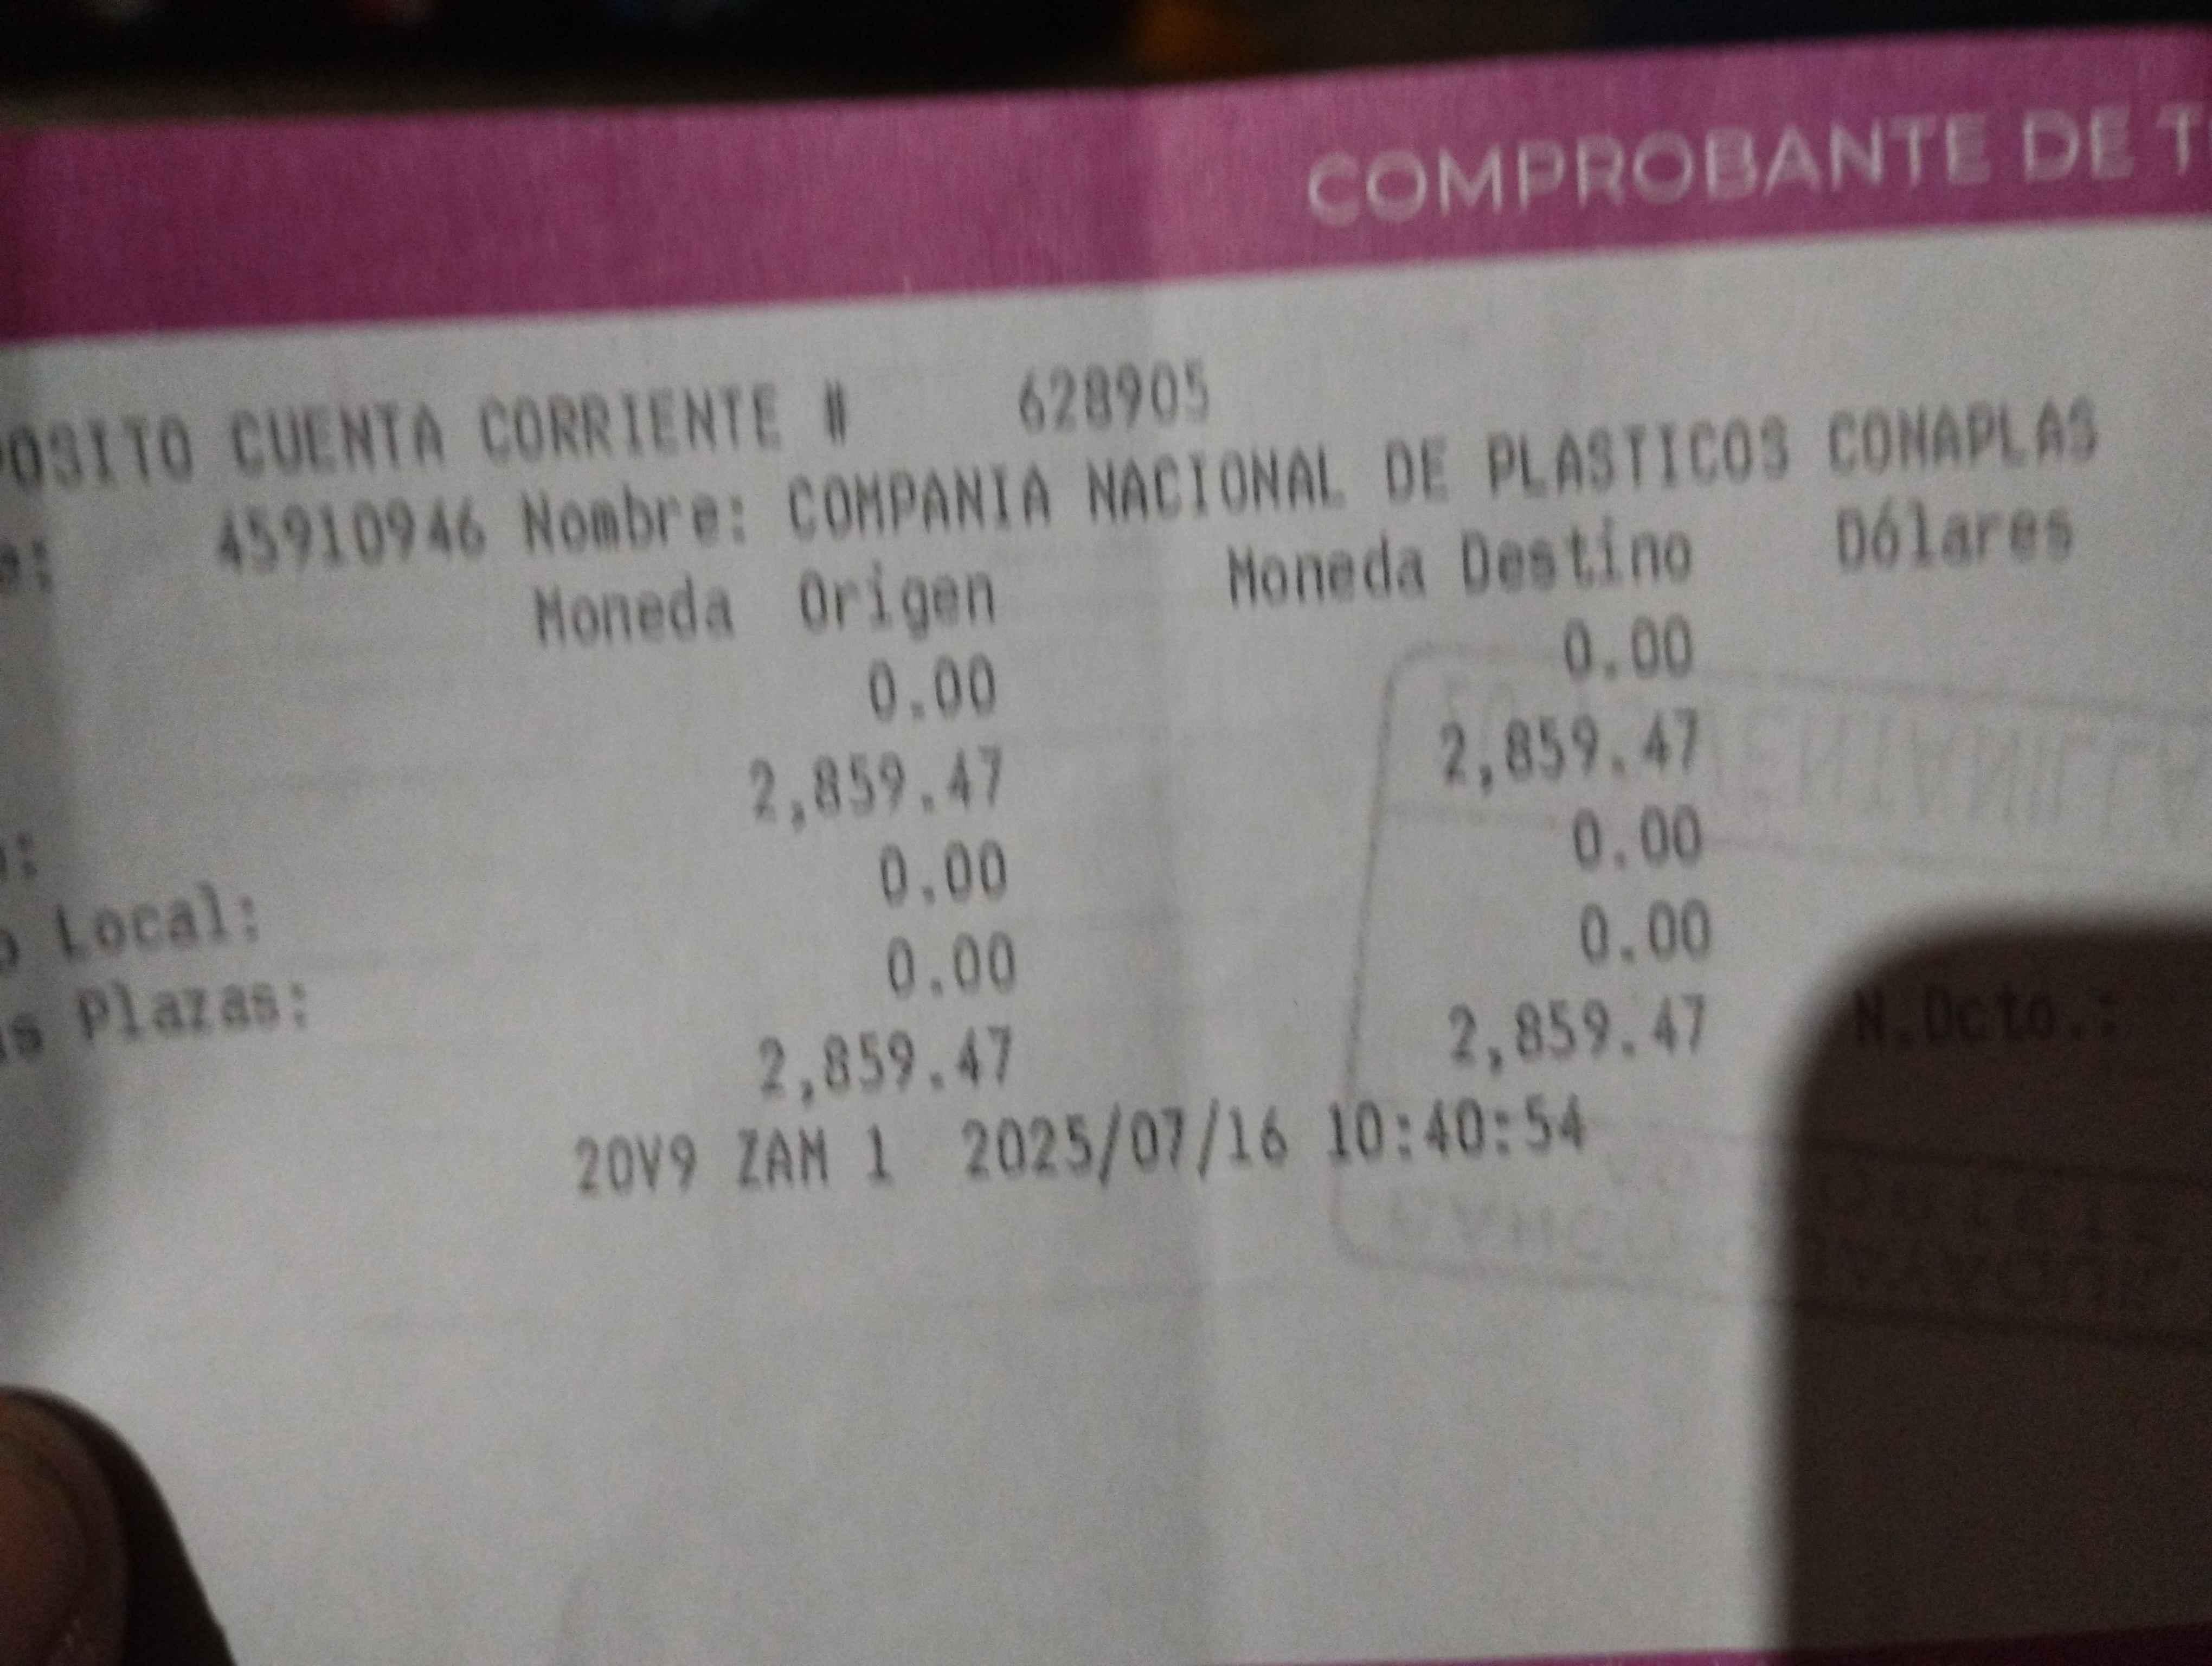 COMPROBANTE DE T
POSITO CUENTA CORRIENTE # 628905
45910946 Nombre: COMPANIA NACIONAL DE PLASTICOS CONAPLAS
Moneda Origen Moneda Destino Dólares
0.00 0.00
2,859.47 2,859.47
0.00 0.00
Local: 0.00 0.00
s Plazas: 2,859.47 2,859.47 N.Dcto.:
20V9 ZAM 1 2025/07/16 10:40:54